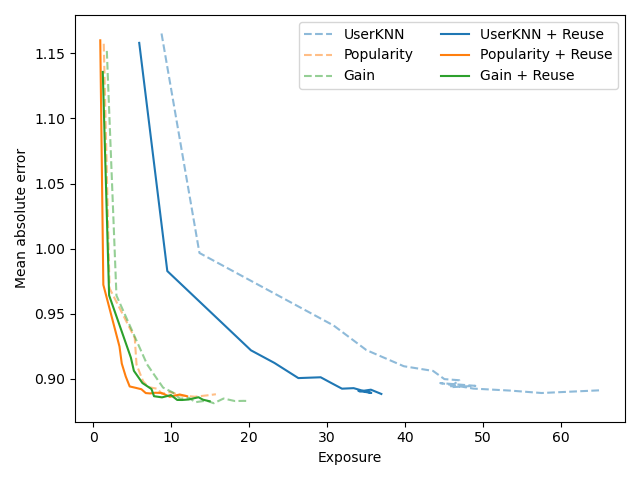 UserKNN
Popularity
Gain
UserKNN + Reuse
Popularity + Reuse
Gain + Reuse
Mean absolute error
1.15
1.10
1.05
1.00
0.95
0.90
0
10
20
30
40
50
60
Exposure